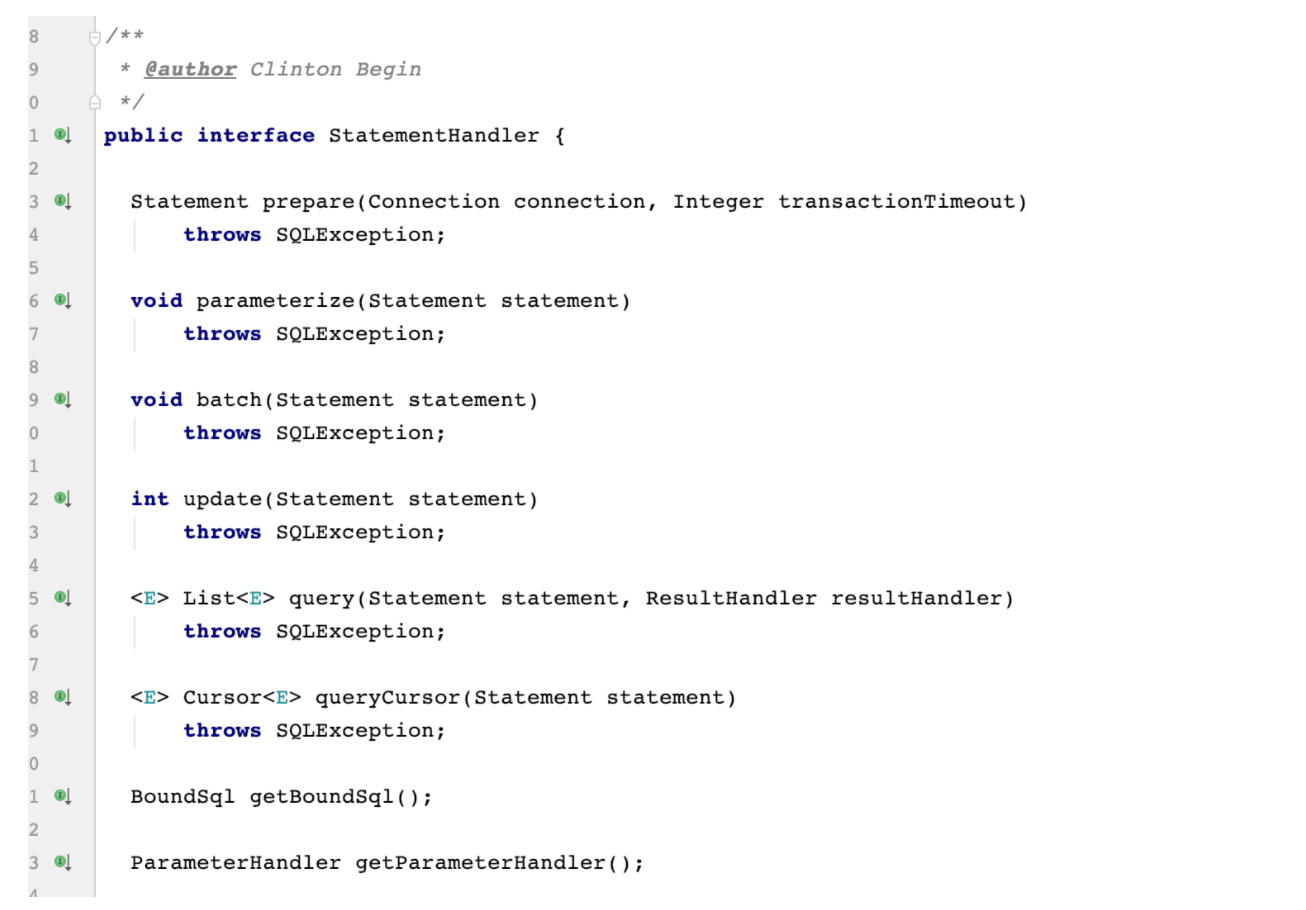 8 /**
9 * @author Clinton Begin
0 */
1 public interface StatementHandler {
2
3 Statement prepare(Connection connection, Integer transactionTimeout)
4 throws SQLException;
5
6 void parameterize(Statement statement)
7 throws SQLException;
8
9 void batch(Statement statement)
0 throws SQLException;
1
2 int update(Statement statement)
3 throws SQLException;
4
5 <E> List<E> query(Statement statement, ResultHandler resultHandler)
6 throws SQLException;
7
8 <E> Cursor<E> queryCursor(Statement statement)
9 throws SQLException;
0
1 BoundSql getBoundSql();
2
3 ParameterHandler getParameterHandler();
4